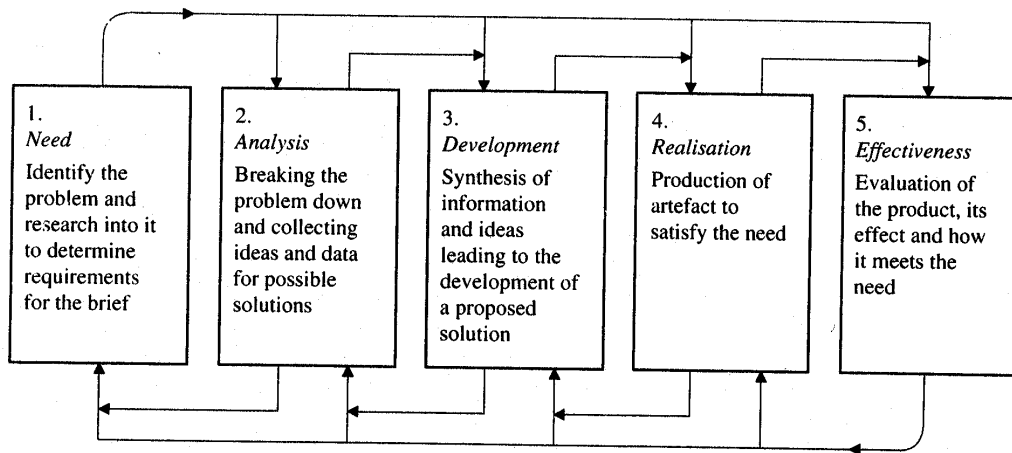 1.
Need
Identify the
problem and
research into it
to determine
requirements
for the brief
2.
Analysis
Breaking the
problem down
and collecting
ideas and data
for possible
solutions
3.
Development
Synthesis of
information
and ideas
leading to the
development of
a proposed
solution
4.
Realisation
Production of
artefact to
satisfy the need
5.
Effectiveness
Evaluation of
the product, its
effect and how
it meets the
need